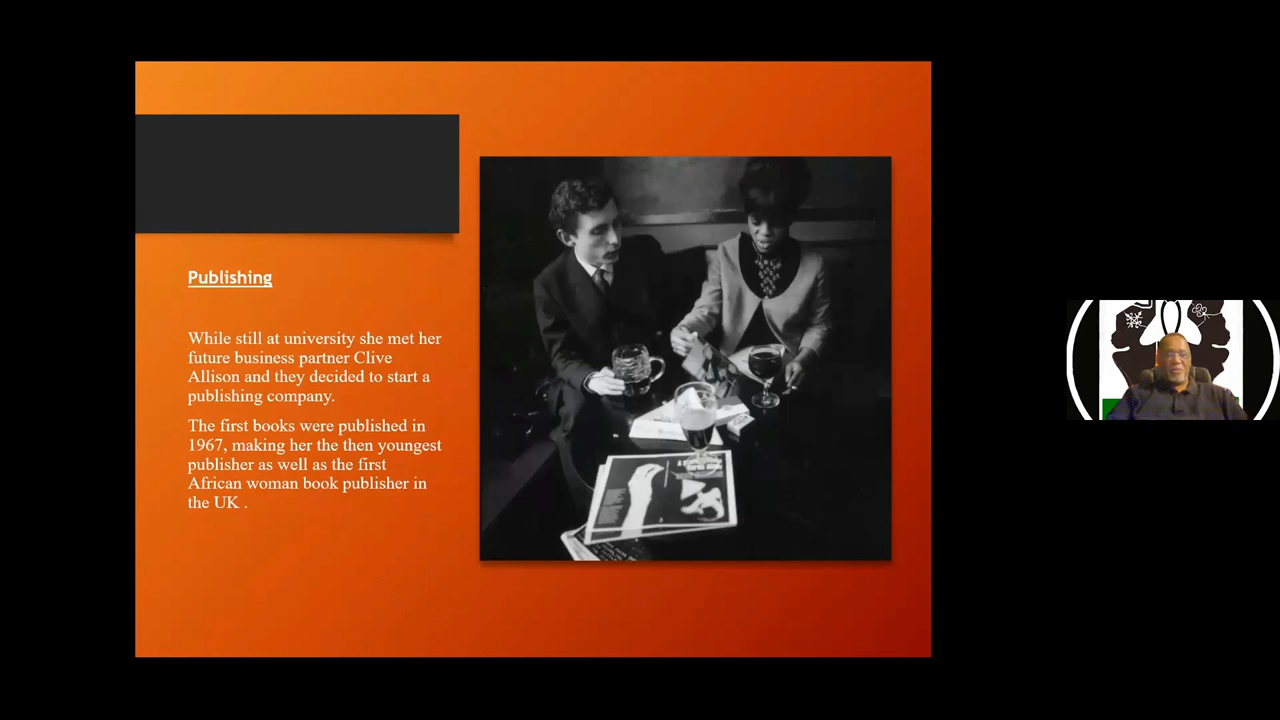 Publishing
While still at university she met her
future business partner Clive
Allison and they decided to start a
publishing company.
The first books were published in
1967, making her the then youngest
publisher as well as the first
African woman book publisher in
the UK .